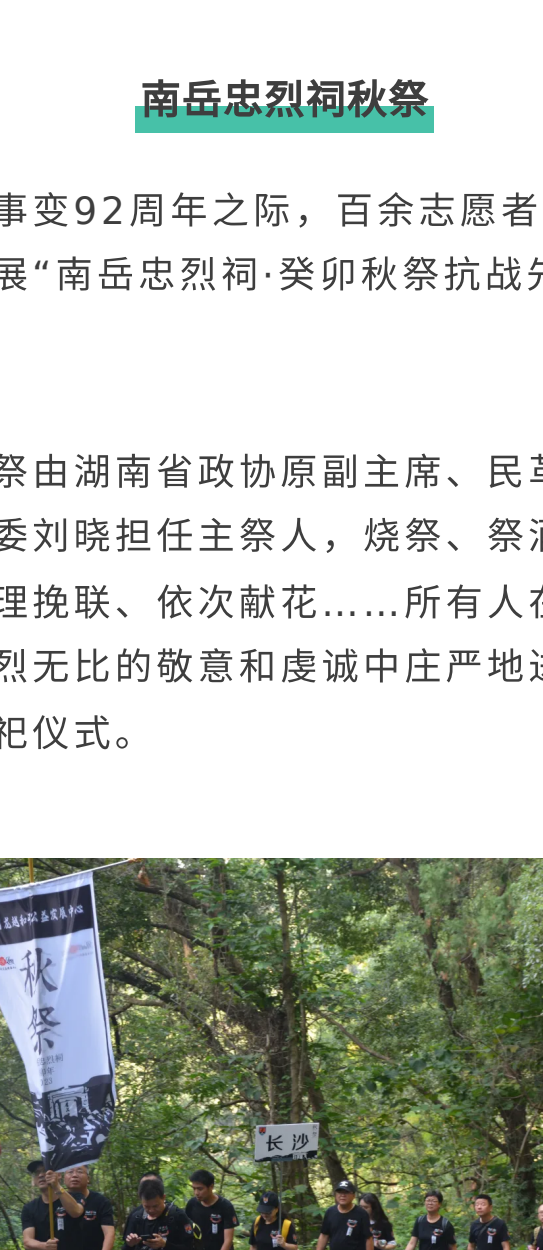 南岳忠烈祠秋祭
事变92周年之际，百余志愿者
展“南岳忠烈祠·癸卯秋祭抗战
祭由湖南省政协原副主席、民革
委刘晓担任主祭人，烧祭、祭酒
理挽联、依次献花……所有人在
烈无比的敬意和虔诚中庄严地
祀仪式。
秋祭
长沙